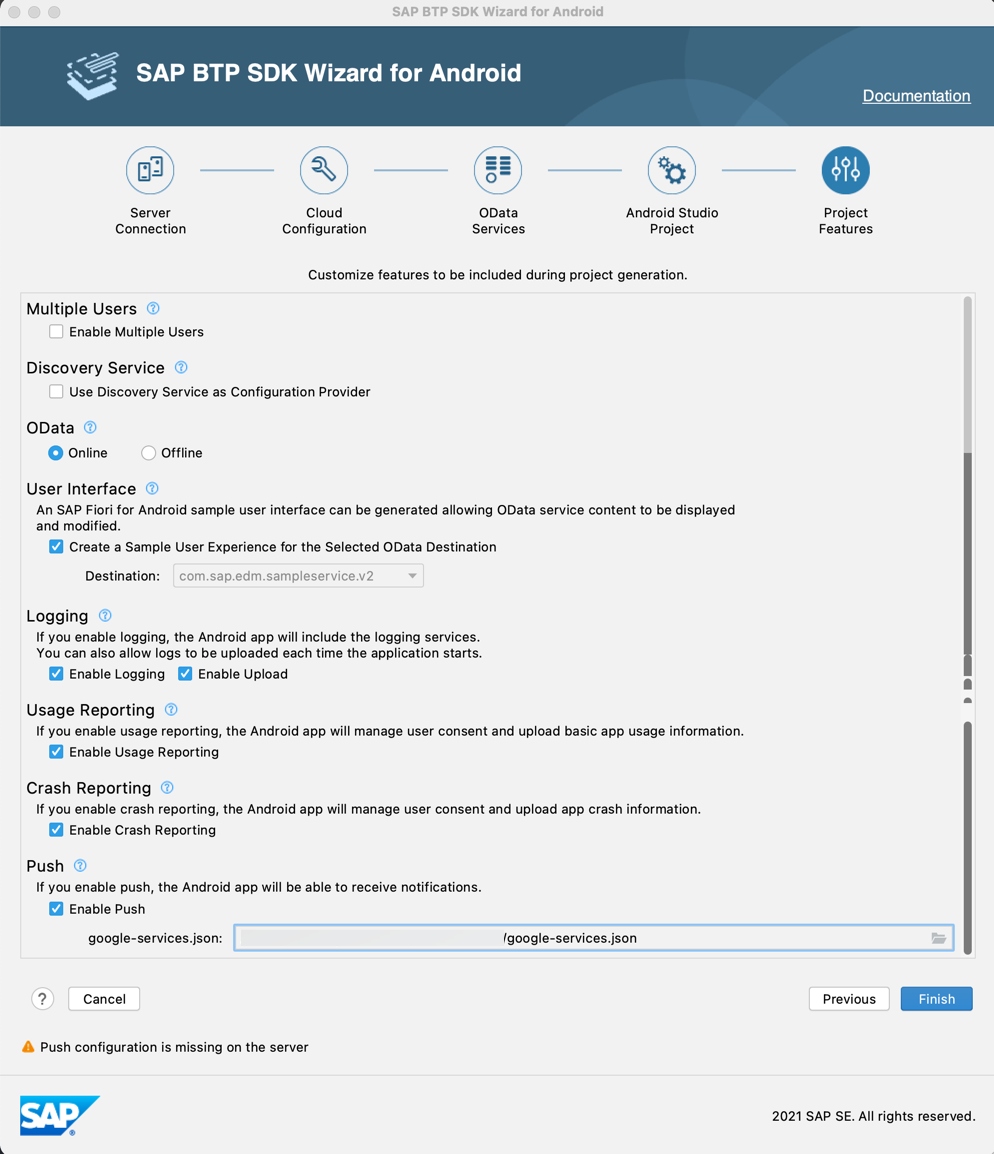 SAP BTP SDK Wizard for Android
SAP BTP SDK Wizard for Android
Documentation
Server Connection
Cloud Configuration
OData Services
Android Studio Project
Project Features
Customize features to be included during project generation.
Multiple Users ?
Enable Multiple Users
Discovery Service ?
Use Discovery Service as Configuration Provider
OData ?
Online Offline
User Interface ?
An SAP Fiori for Android sample user interface can be generated allowing OData service content to be displayed
and modified.
Create a Sample User Experience for the Selected OData Destination
Destination: com.sap.edm.sampleservice.v2
Logging ?
If you enable logging, the Android app will include the logging services.
You can also allow logs to be uploaded each time the application starts.
Enable Logging Enable Upload
Usage Reporting ?
If you enable usage reporting, the Android app will manage user consent and upload basic app usage information.
Enable Usage Reporting
Crash Reporting ?
If you enable crash reporting, the Android app will manage user consent and upload app crash information.
Enable Crash Reporting
Push ?
If you enable push, the Android app will be able to receive notifications.
Enable Push
google-services.json: /google-services.json
? Cancel Previous Finish
Push configuration is missing on the server
SAP ®
2021 SAP SE. All rights reserved.